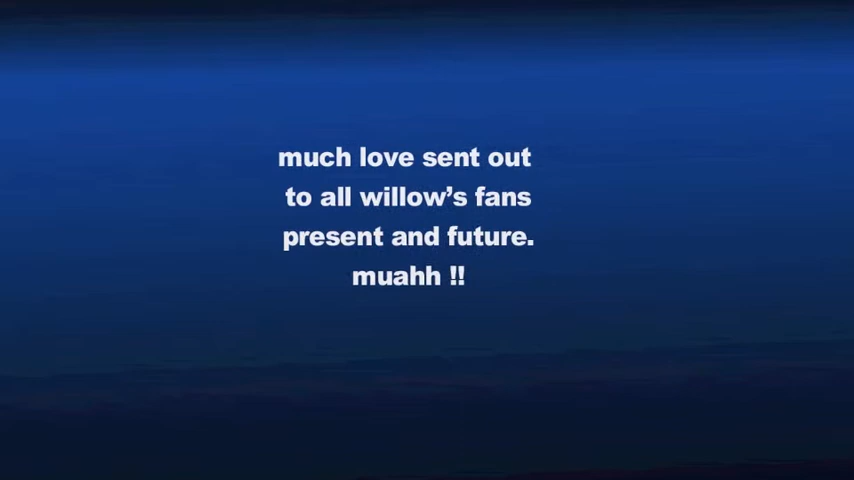 much love sent out
to all willow’s fans
present and future.
muahh !!